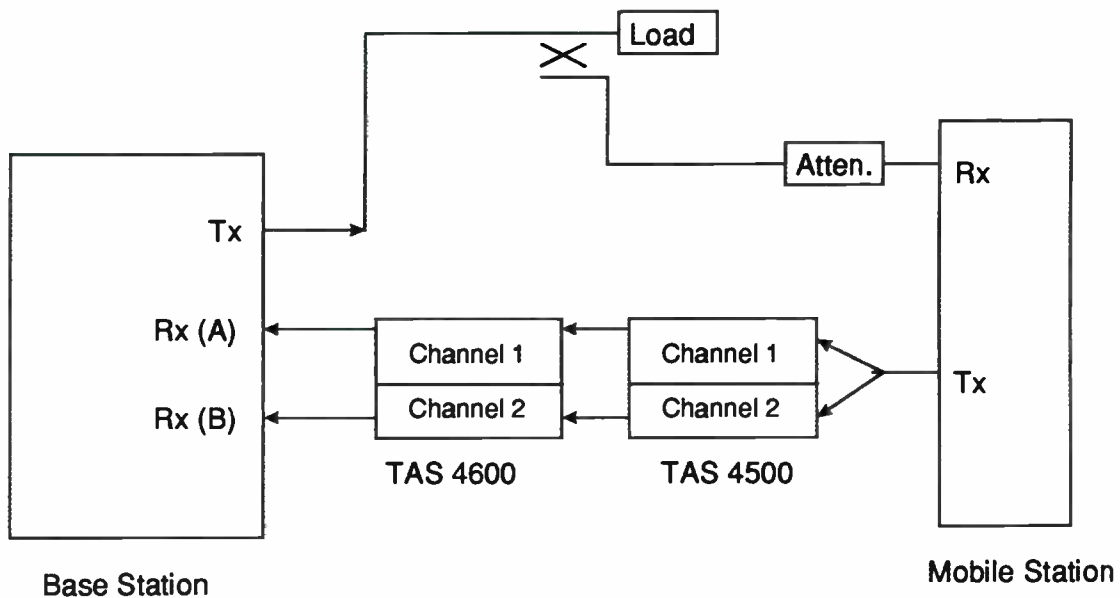 Load
Atten.
Rx
Tx
Rx (A)
Channel 1
Channel 1
Tx
Rx (B)
Channel 2
Channel 2
TAS 4600
TAS 4500
Base Station
Mobile Station